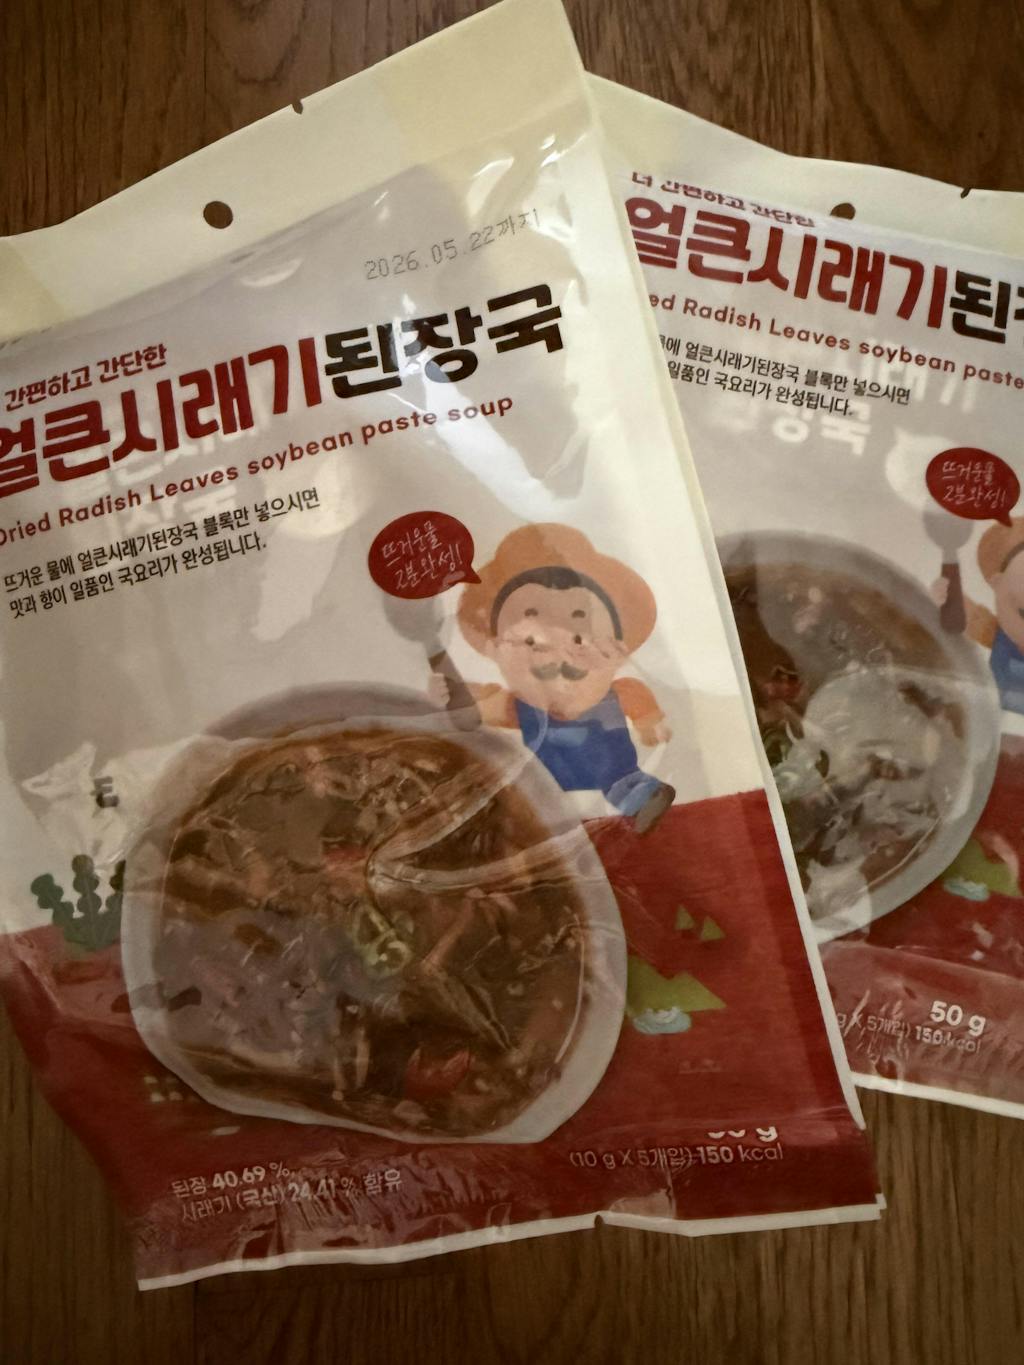 2026.05.22까지
간편하고 간단한
얼큰시래기된장국
Dried Radish Leaves soybean paste soup
뜨거운 물에 얼큰시래기된장국 블록만 넣으시면
맛과 향이 일품인 국요리가 완성됩니다.
뜨거운물
2분완성!
된장 40.69 %,
시래기 (국산) 24.41 % 함유
(10 g X 5개입) 150 kcal
더 간편하고 간단한
얼큰시래기된
Radish Leaves soybean paste
얼큰시래기된장국 블록만 넣으시면
일품인 국요리가 완성됩니다.
뜨거운물
2분완성!
50 g
g X 5개입) 150 kcal